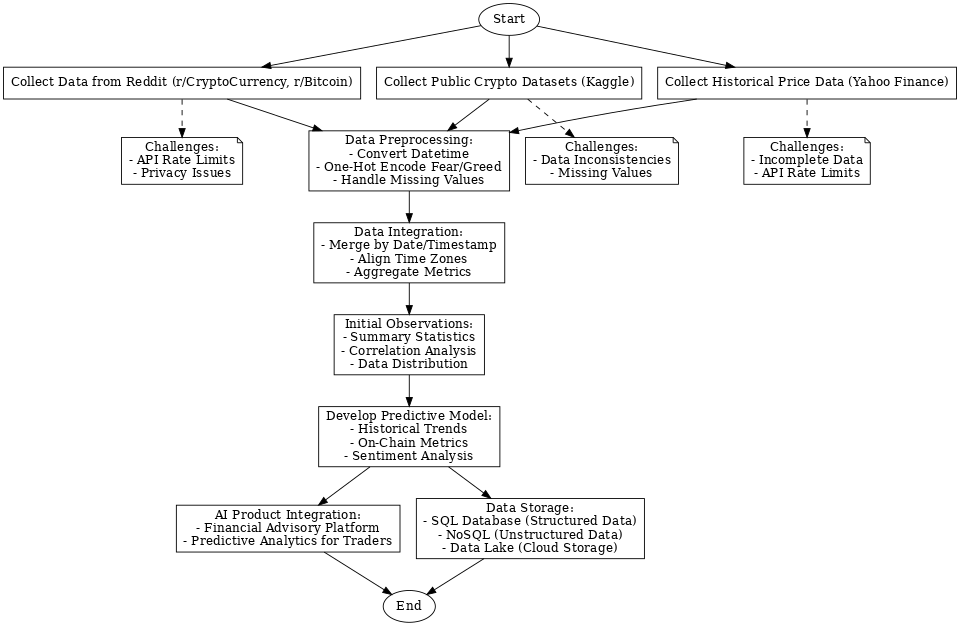 Start
Collect Data from Reddit (r/CryptoCurrency, r/Bitcoin)
Collect Public Crypto Datasets (Kaggle)
Collect Historical Price Data (Yahoo Finance)
Challenges:
- API Rate Limits
- Privacy Issues
Data Preprocessing:
- Convert Datetime
- One-Hot Encode Fear/Greed
- Handle Missing Values
Challenges:
- Data Inconsistencies
- Missing Values
Challenges:
- Incomplete Data
- API Rate Limits
Data Integration:
- Merge by Date/Timestamp
- Align Time Zones
- Aggregate Metrics
Initial Observations:
- Summary Statistics
- Correlation Analysis
- Data Distribution
Develop Predictive Model:
- Historical Trends
- On-Chain Metrics
- Sentiment Analysis
AI Product Integration:
- Financial Advisory Platform
- Predictive Analytics for Traders
Data Storage:
- SQL Database (Structured Data)
- NoSQL (Unstructured Data)
- Data Lake (Cloud Storage)
End